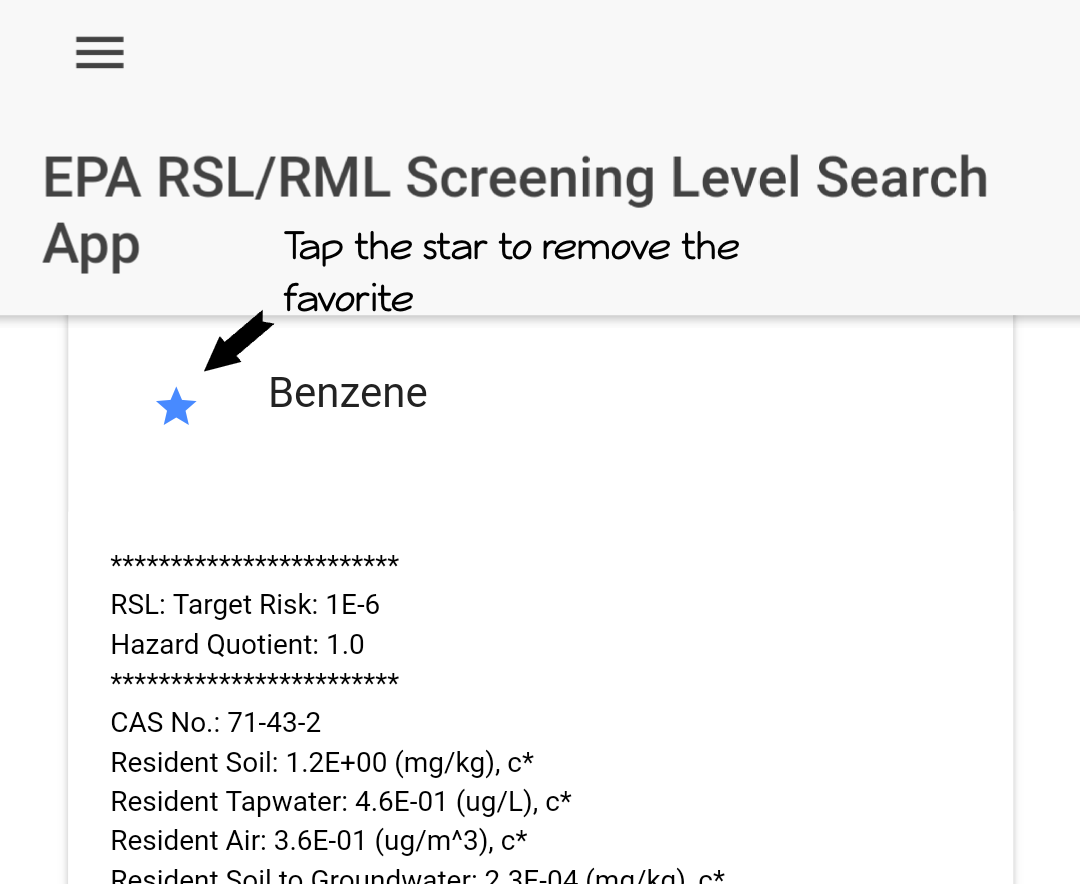 EPA RSL/RML Screening Level Search
App
Tap the star to remove the
favorite
Benzene
************************
RSL: Target Risk: 1E-6
Hazard Quotient: 1.0
************************
CAS No.: 71-43-2
Resident Soil: 1.2E+00 (mg/kg), c*
Resident Tapwater: 4.6E-01 (ug/L), c*
Resident Air: 3.6E-01 (ug/m^3), c*
Resident Soil to Groundwater: 2.3E-04 (mg/kg), c*